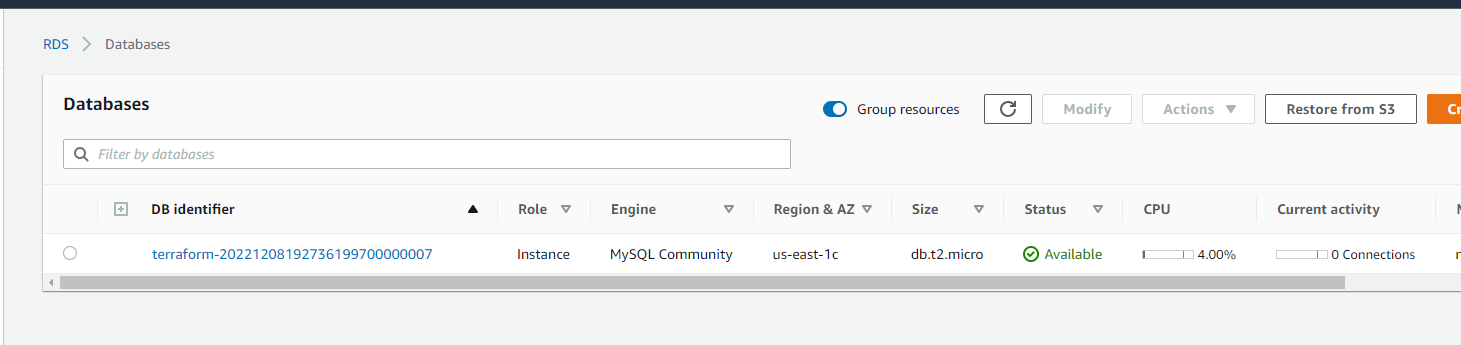 RDS > Databases
Databases
Group resources
Modify
Actions
Restore from S3
Cr
Filter by databases
DB identifier Role Engine Region & AZ Size Status CPU Current activity
terraform-20221208192736199700000007 Instance MySQL Community us-east-1c db.t2.micro Available 4.00% 0 Connections